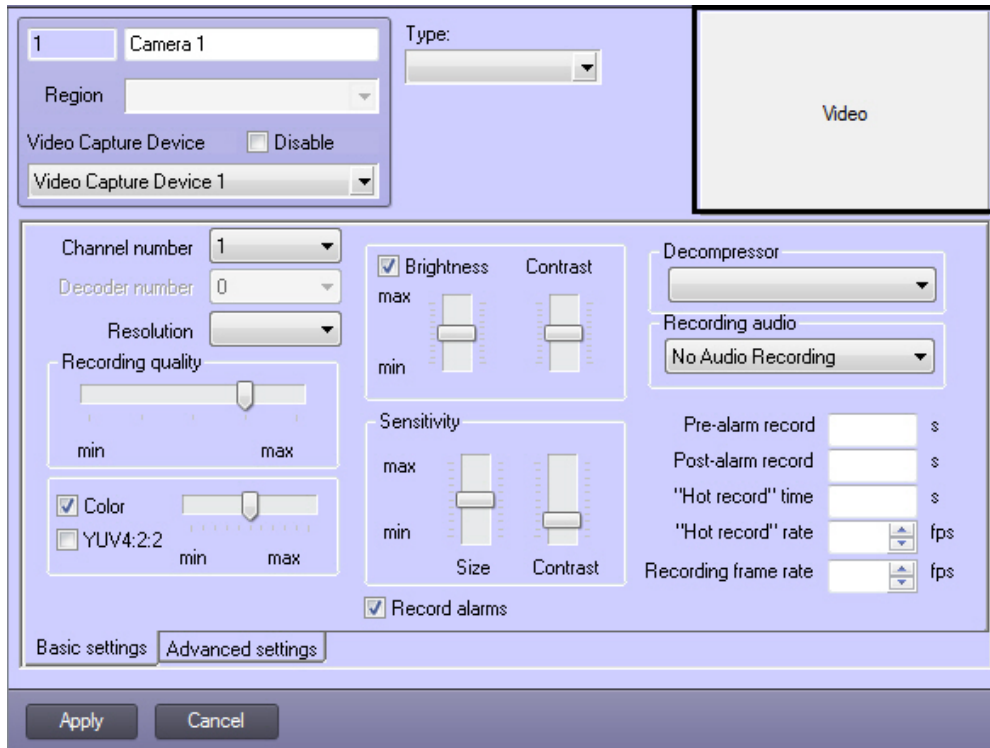 1
Camera 1
Region
Video Capture Device
Disable
Video Capture Device 1
Type:
Video
Channel number
1
Decoder number
0
Resolution
Recording quality
min
max
Color
YUV4:2:2
min
max
Brightness
Contrast
max
min
Sensitivity
max
min
Size
Contrast
Record alarms
Decompressor
Recording audio
No Audio Recording
Pre-alarm record
s
Post-alarm record
s
"Hot record" time
s
"Hot record" rate
fps
Recording frame rate
fps
Basic settings
Advanced settings
Apply
Cancel